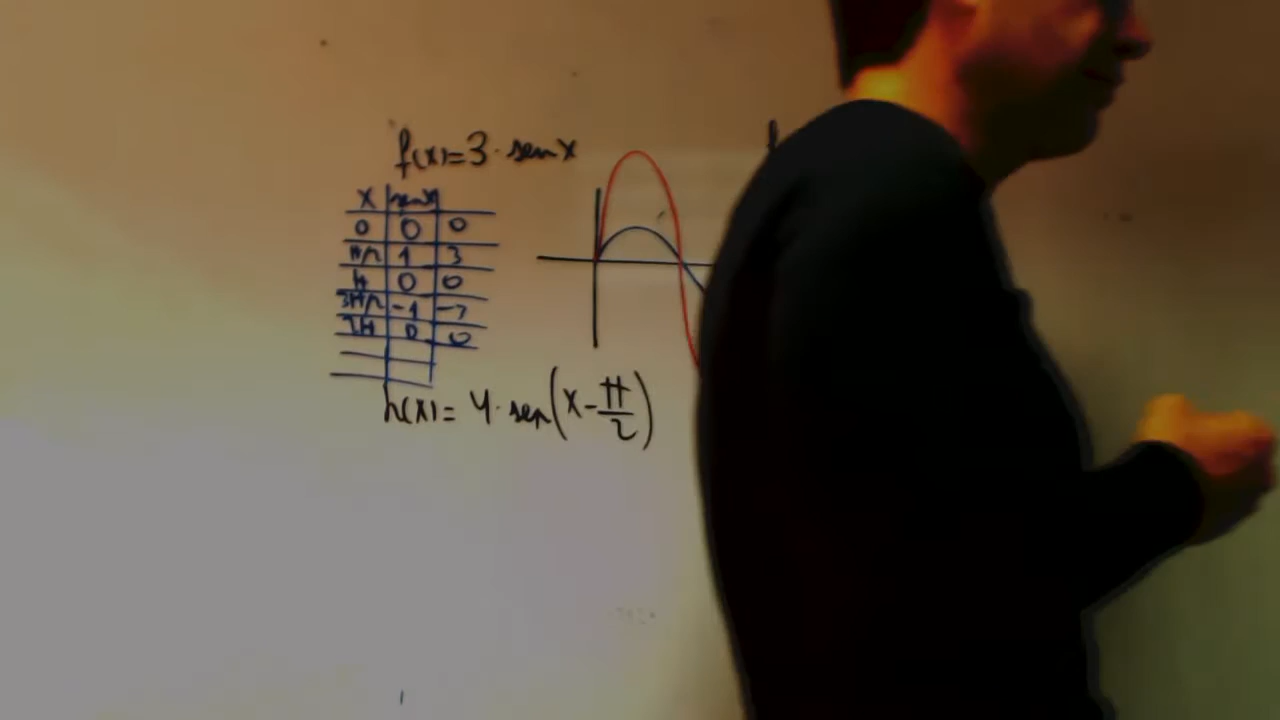 f(x)=3·sen x
x sen x
0 0 0
π/2 1 3
π 0 0
3π/2 -1 -3
2π 0 0
h(x)= 4·sen(x-π/2)